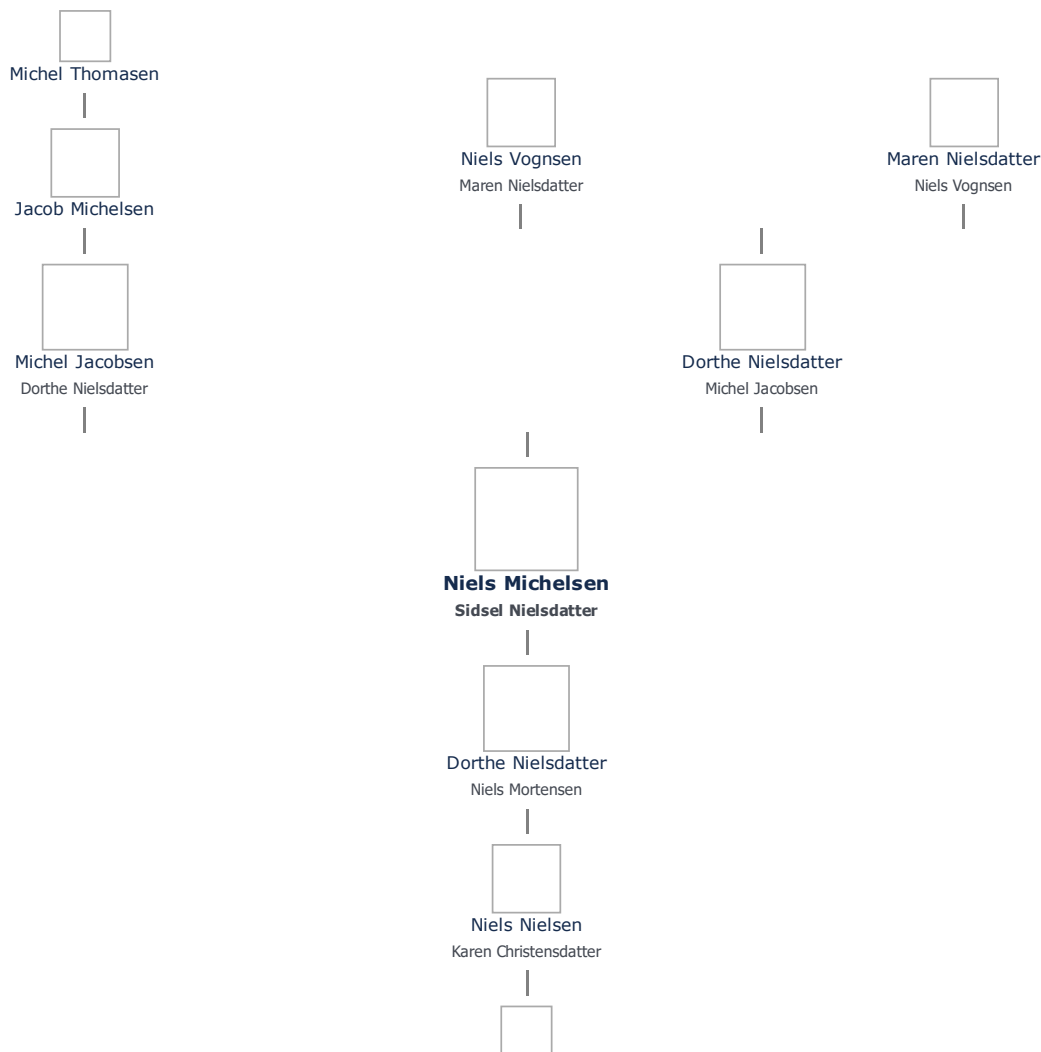 Michel Thomasen
Jacob Michelsen
Niels Vognsen
Maren Nielsdatter
Maren Nielsdatter
Niels Vognsen
Michel Jacobsen
Dorthe Nielsdatter
Dorthe Nielsdatter
Michel Jacobsen
Niels Michelsen
Sidsel Nielsdatter
Dorthe Nielsdatter
Niels Mortensen
Niels Nielsen
Karen Christensdatter